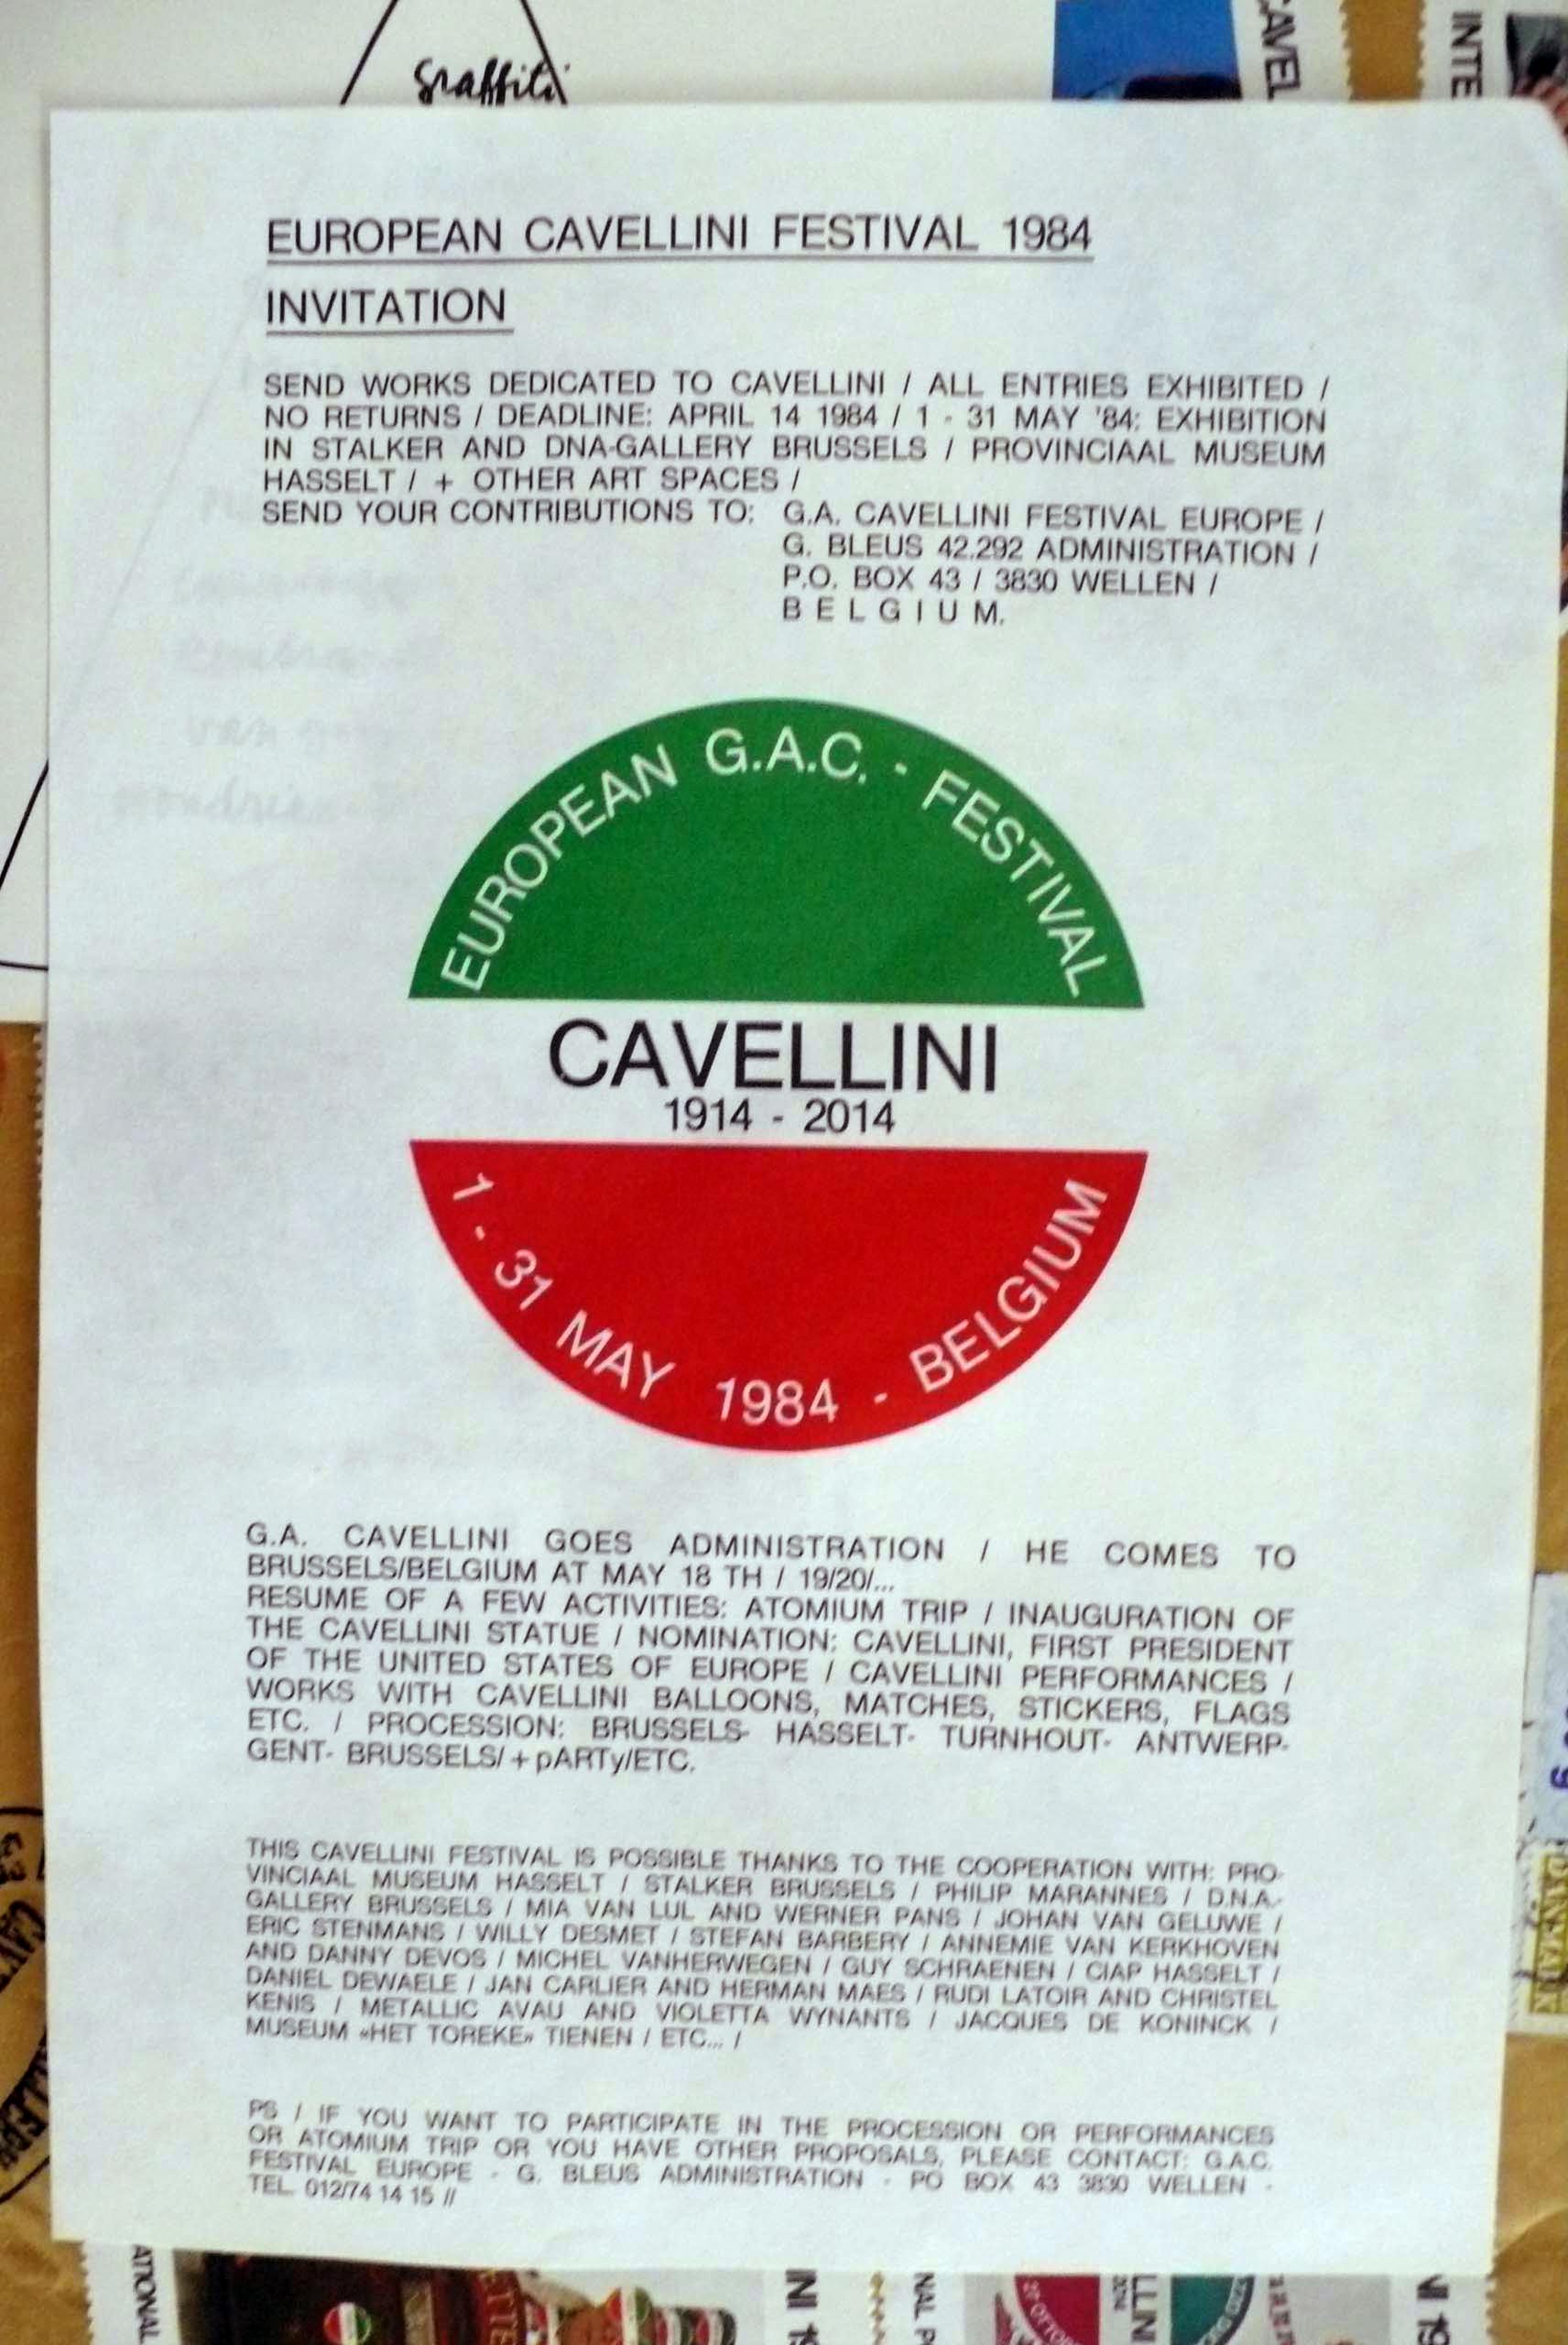 Graffiti
CAVEL
INTE
EUROPEAN CAVELLINI FESTIVAL 1984
INVITATION
SEND WORKS DEDICATED TO CAVELLINI / ALL ENTRIES EXHIBITED /
NO RETURNS / DEADLINE: APRIL 14 1984 / 1 - 31 MAY '84: EXHIBITION
IN STALKER AND DNA-GALLERY BRUSSELS / PROVINCIAAL MUSEUM
HASSELT / + OTHER ART SPACES /
SEND YOUR CONTRIBUTIONS TO: G.A. CAVELLINI FESTIVAL EUROPE /
G. BLEUS 42.292 ADMINISTRATION /
P.O. BOX 43 / 3830 WELLEN /
B E L G I U M.
EUROPEAN G.A.C. - FESTIVAL
CAVELLINI
1914 - 2014
1 - 31 MAY 1984 - BELGIUM
G.A. CAVELLINI GOES ADMINISTRATION / HE COMES TO
BRUSSELS/BELGIUM AT MAY 18 TH / 19/20/...
RESUME OF A FEW ACTIVITIES: ATOMIUM TRIP / INAUGURATION OF
THE CAVELLINI STATUE / NOMINATION: CAVELLINI, FIRST PRESIDENT
OF THE UNITED STATES OF EUROPE / CAVELLINI PERFORMANCES /
WORKS WITH CAVELLINI BALLOONS, MATCHES, STICKERS, FLAGS
ETC. / PROCESSION: BRUSSELS- HASSELT- TURNHOUT- ANTWERP-
GENT- BRUSSELS/+pARTy/ETC.
THIS CAVELLINI FESTIVAL IS POSSIBLE THANKS TO THE COOPERATION WITH: PRO-
VINCIAAL MUSEUM HASSELT / STALKER BRUSSELS / PHILIP MARANNES / D.N.A.-
GALLERY BRUSSELS / MIA VAN LUL AND WERNER PANS / JOHAN VAN GELUWE /
ERIC STENMANS / WILLY DESMET / STEFAN BARBERY / ANNEMIE VAN KERKHOVEN
AND DANNY DEVOS / MICHEL VANHERWEGEN / GUY SCHRAENEN / CIAP HASSELT /
DANIEL DEWAELE / JAN CARLIER AND HERMAN MAES / RUDI LATOIR AND CHRISTEL
KENIS / METALLIC AVAU AND VIOLETTA WYNANTS / JACQUES DE KONINCK /
MUSEUM «HET TOREKE» TIENEN / ETC... /
PS / IF YOU WANT TO PARTICIPATE IN THE PROCESSION OR PERFORMANCES
OR ATOMIUM TRIP OR YOU HAVE OTHER PROPOSALS, PLEASE CONTACT: G.A.C.
FESTIVAL EUROPE - G. BLEUS ADMINISTRATION - PO BOX 43 3830 WELLEN -
TEL. 012/74 14 15 //
ATIONAL